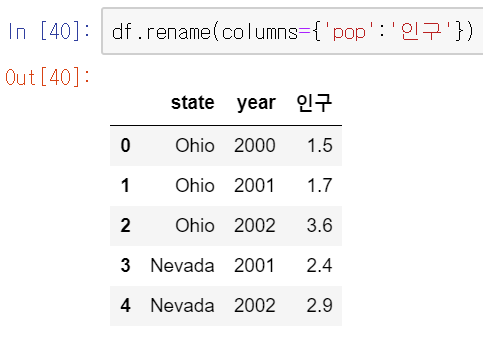 In [40]: df.rename(columns={'pop':'인구'})
Out[40]:
state year 인구
0 Ohio 2000 1.5
1 Ohio 2001 1.7
2 Ohio 2002 3.6
3 Nevada 2001 2.4
4 Nevada 2002 2.9